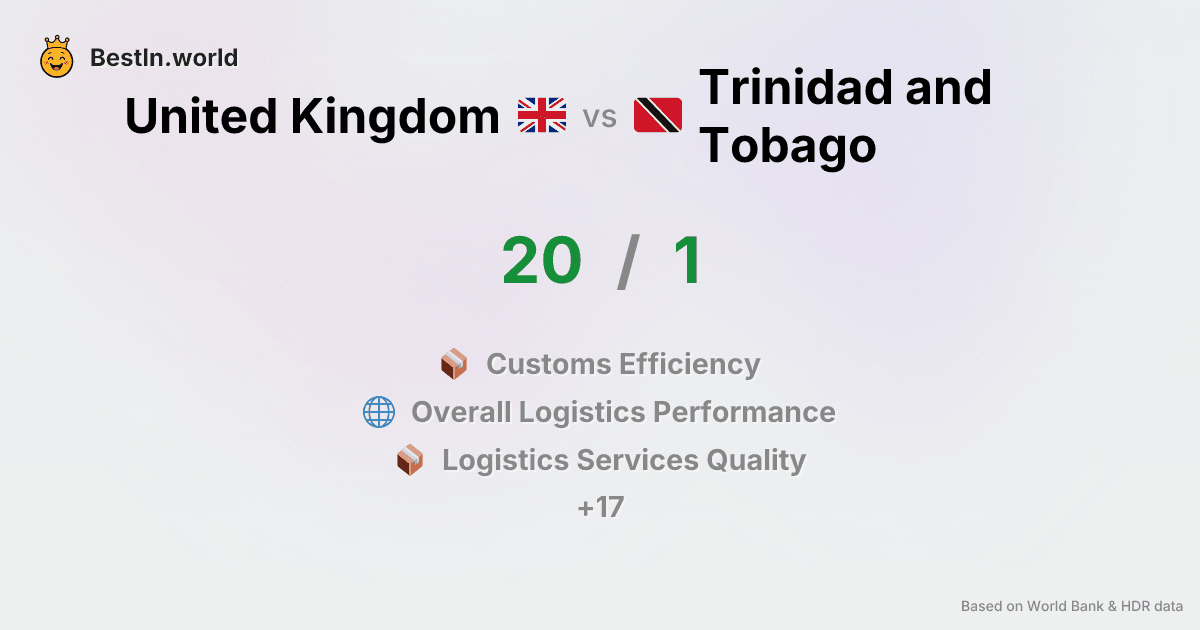 BestIn.world
United Kingdom vs Trinidad and
Tobago
20 / 1
Customs Efficiency
Overall Logistics Performance
Logistics Services Quality
+17
Based on World Bank & HDR data